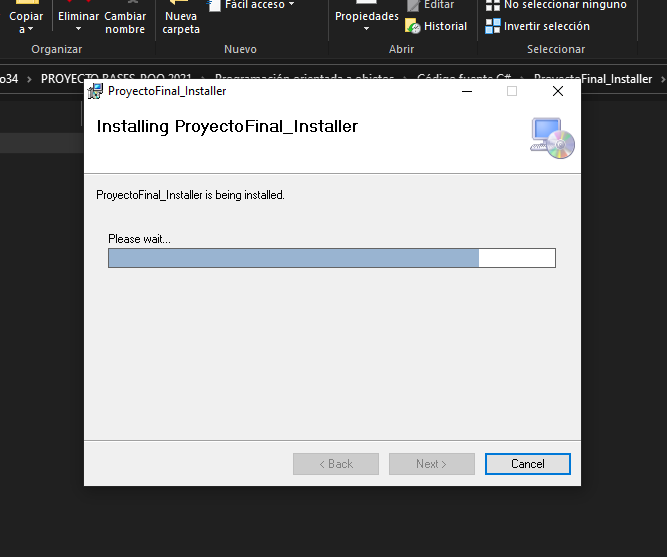 Copiar
a
Eliminar
Cambiar
nombre
Organizar
Nueva
carpeta
Fácil acceso
Nuevo
Propiedades
Editar
Historial
Abrir
No seleccionar ninguno
Invertir selección
Seleccionar
o34 > PROYECTO BASES-POO 2021 > Programación orientada a objetos > Código fuente C# > ProyectoFinal_Installer >
ProyectoFinal_Installer
Installing ProyectoFinal_Installer
ProyectoFinal_Installer is being installed.
Please wait...
< Back
Next >
Cancel